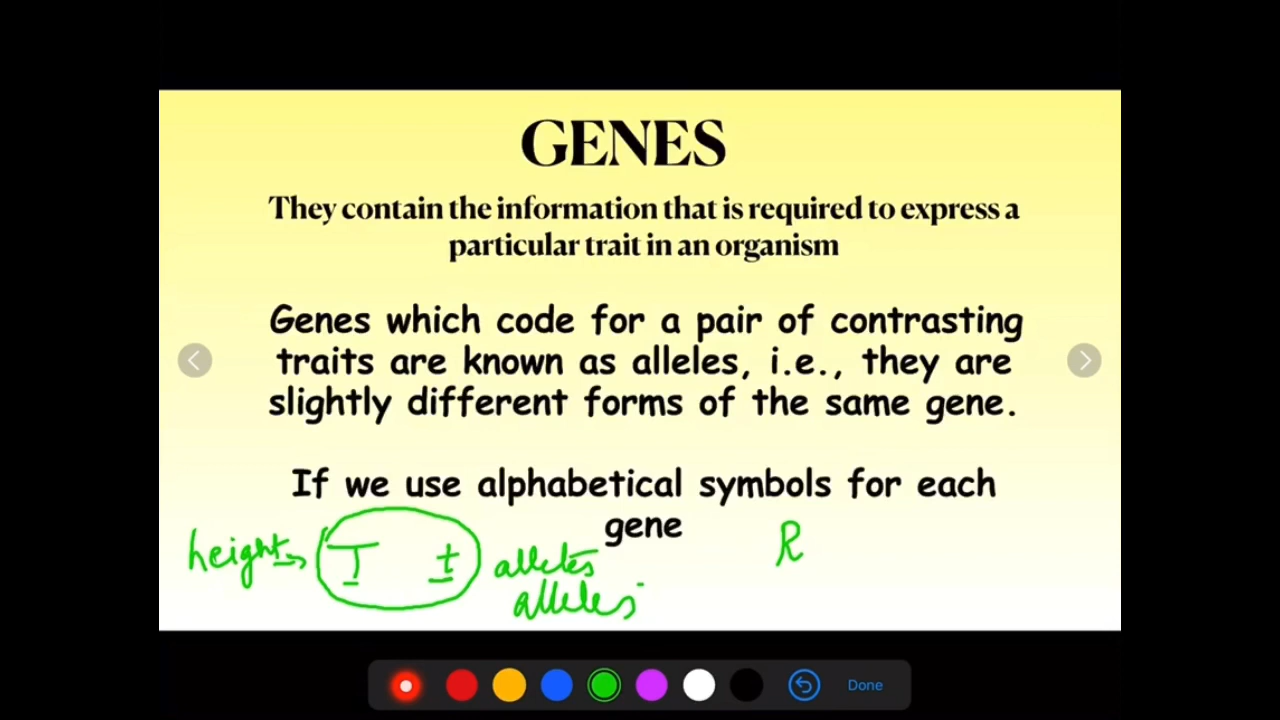 GENES
They contain the information that is required to express a
particular trait in an organism
Genes which code for a pair of contrasting
traits are known as alleles, i.e., they are
slightly different forms of the same gene.
If we use alphabetical symbols for each
gene
height → T t alletes R
alleles
Done